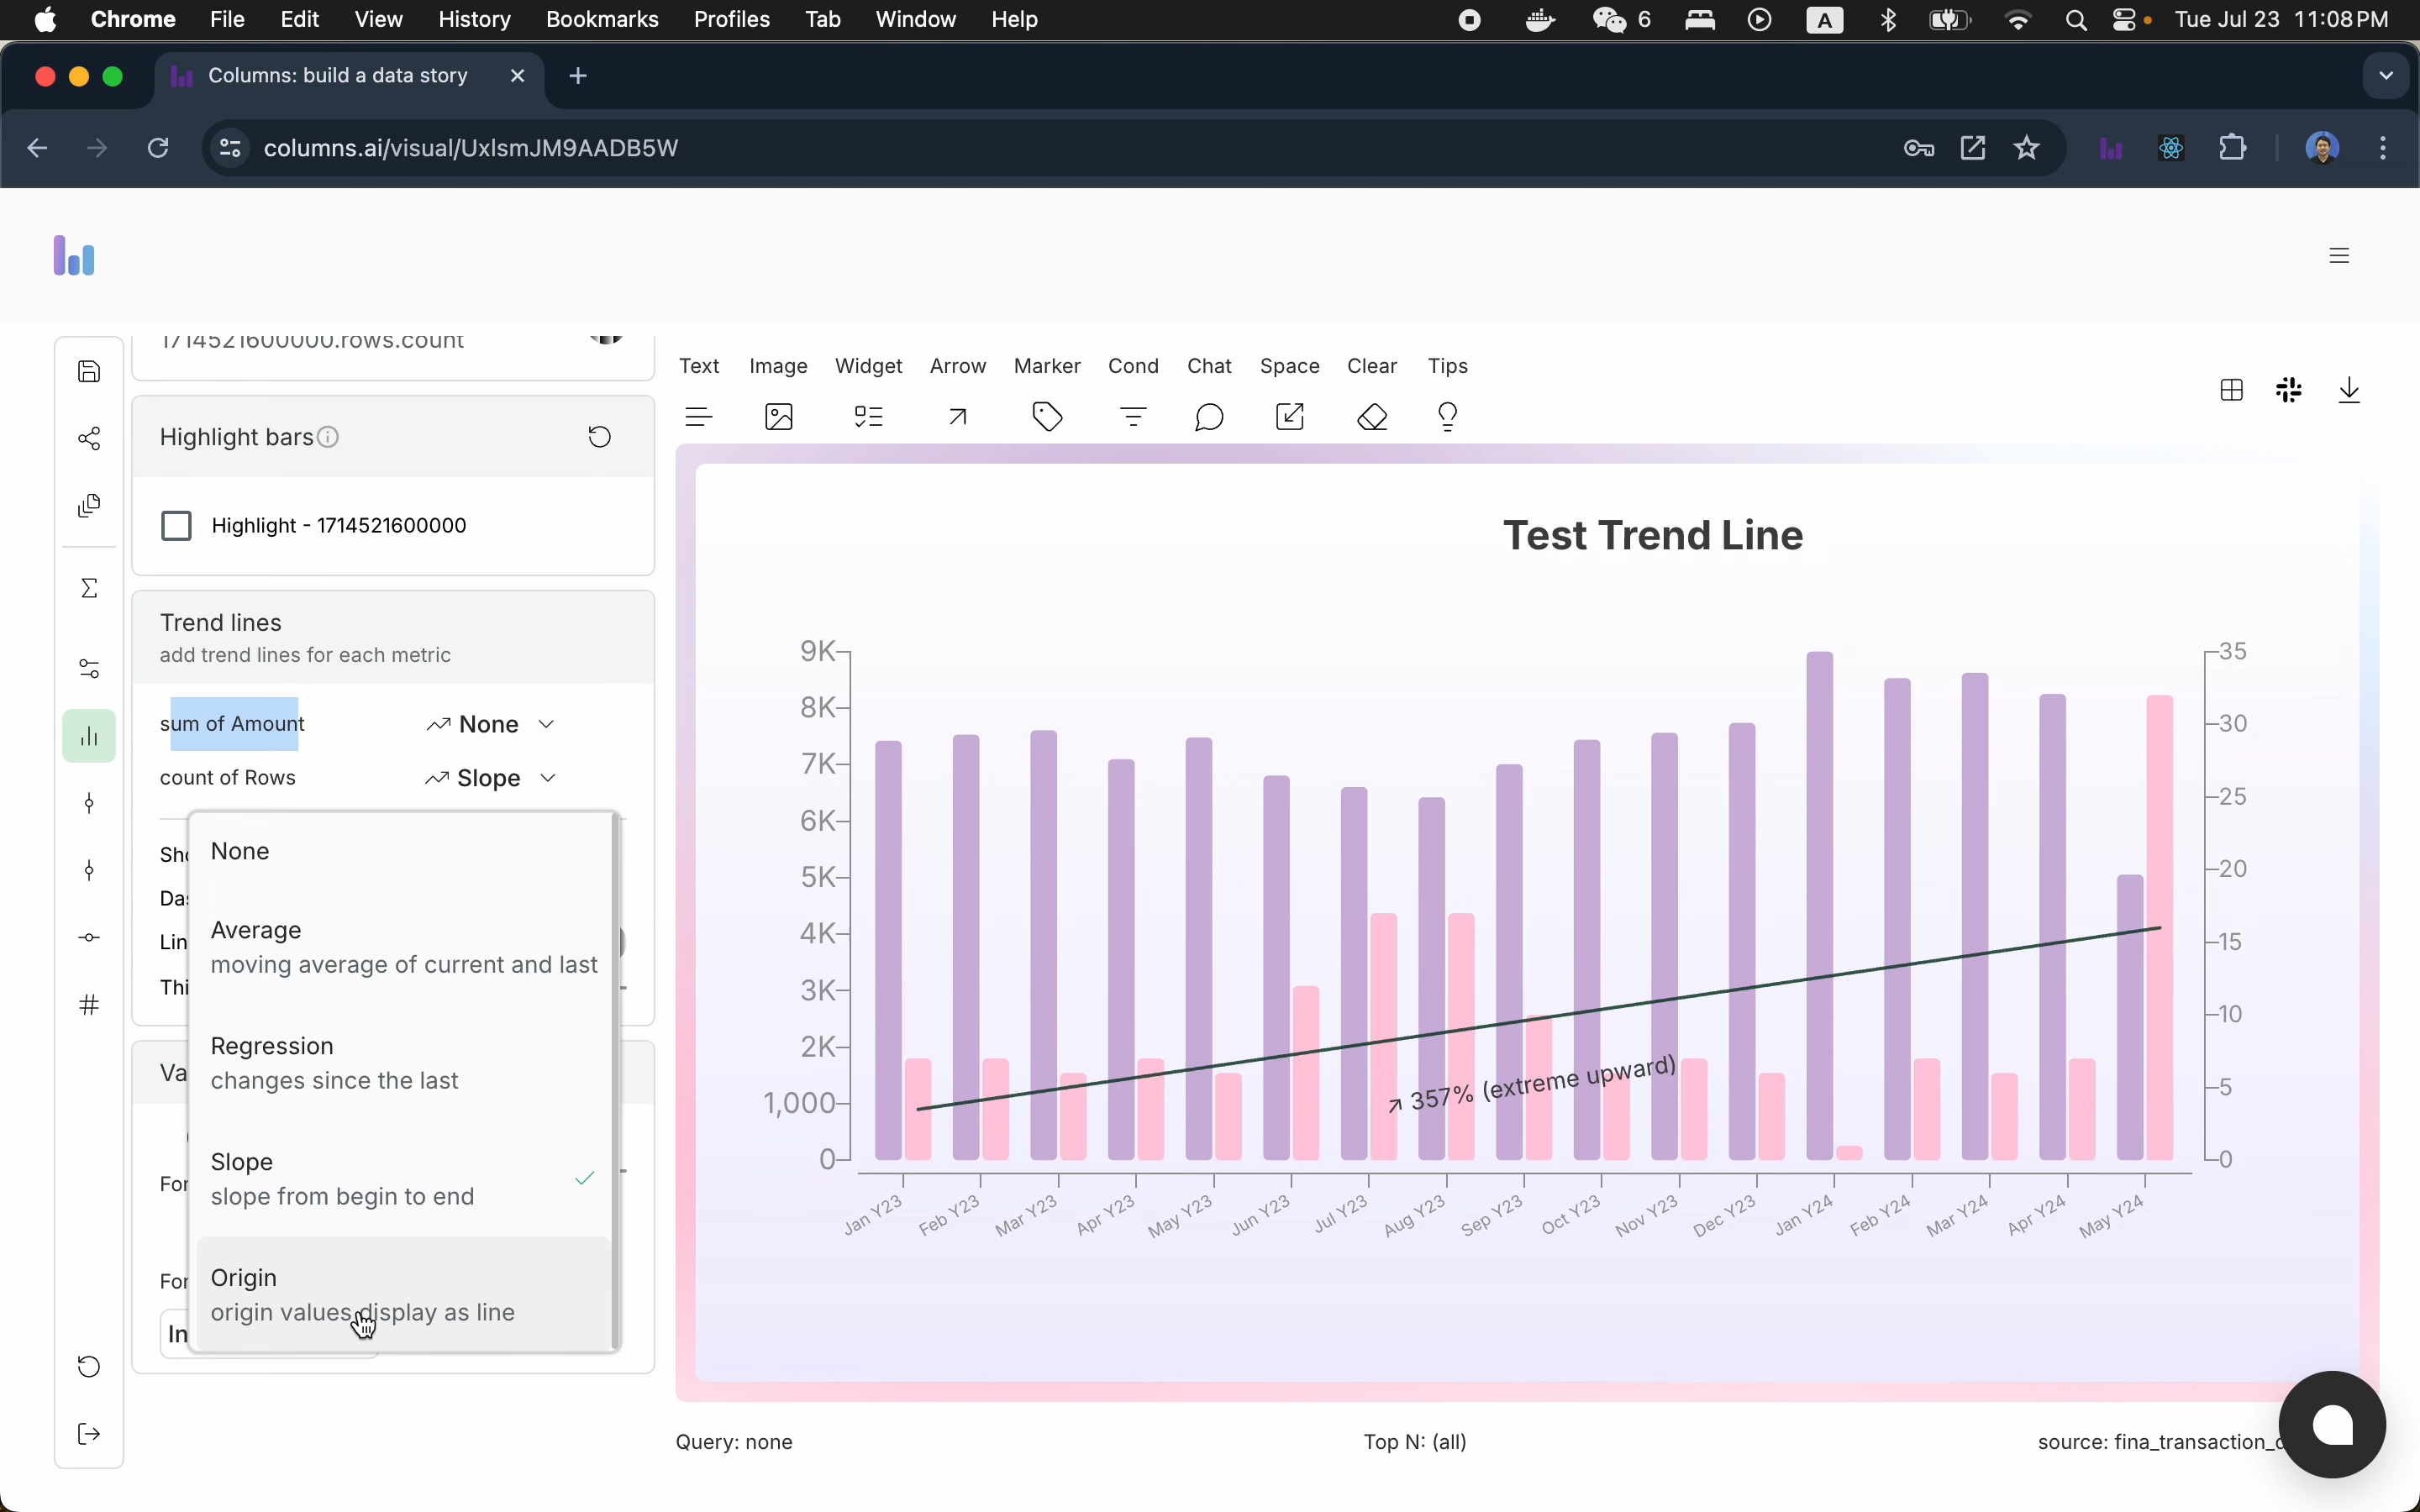 Chrome File Edit View History Bookmarks Profiles Tab Window Help 6 A Tue Jul 23 11:08 PM
Columns: build a data story
columns.ai/visual/UxlsmJM9AADB5W
1714521600000.rows.count
Highlight bars
Highlight - 1714521600000
Trend lines
add trend lines for each metric
sum of Amount None
count of Rows Slope
None
Average
moving average of current and last
Regression
changes since the last
Slope
slope from begin to end
Origin
origin values display as line
Text Image Widget Arrow Marker Cond Chat Space Clear Tips
Test Trend Line
9K
8K
7K
6K
5K
4K
3K
2K
1,000
0
35
30
25
20
15
10
5
0
↗ 357% (extreme upward)
Jan Y23 Feb Y23 Mar Y23 Apr Y23 May Y23 Jun Y23 Jul Y23 Aug Y23 Sep Y23 Oct Y23 Nov Y23 Dec Y23 Jan Y24 Feb Y24 Mar Y24 Apr Y24 May Y24
Query: none Top N: (all) source: